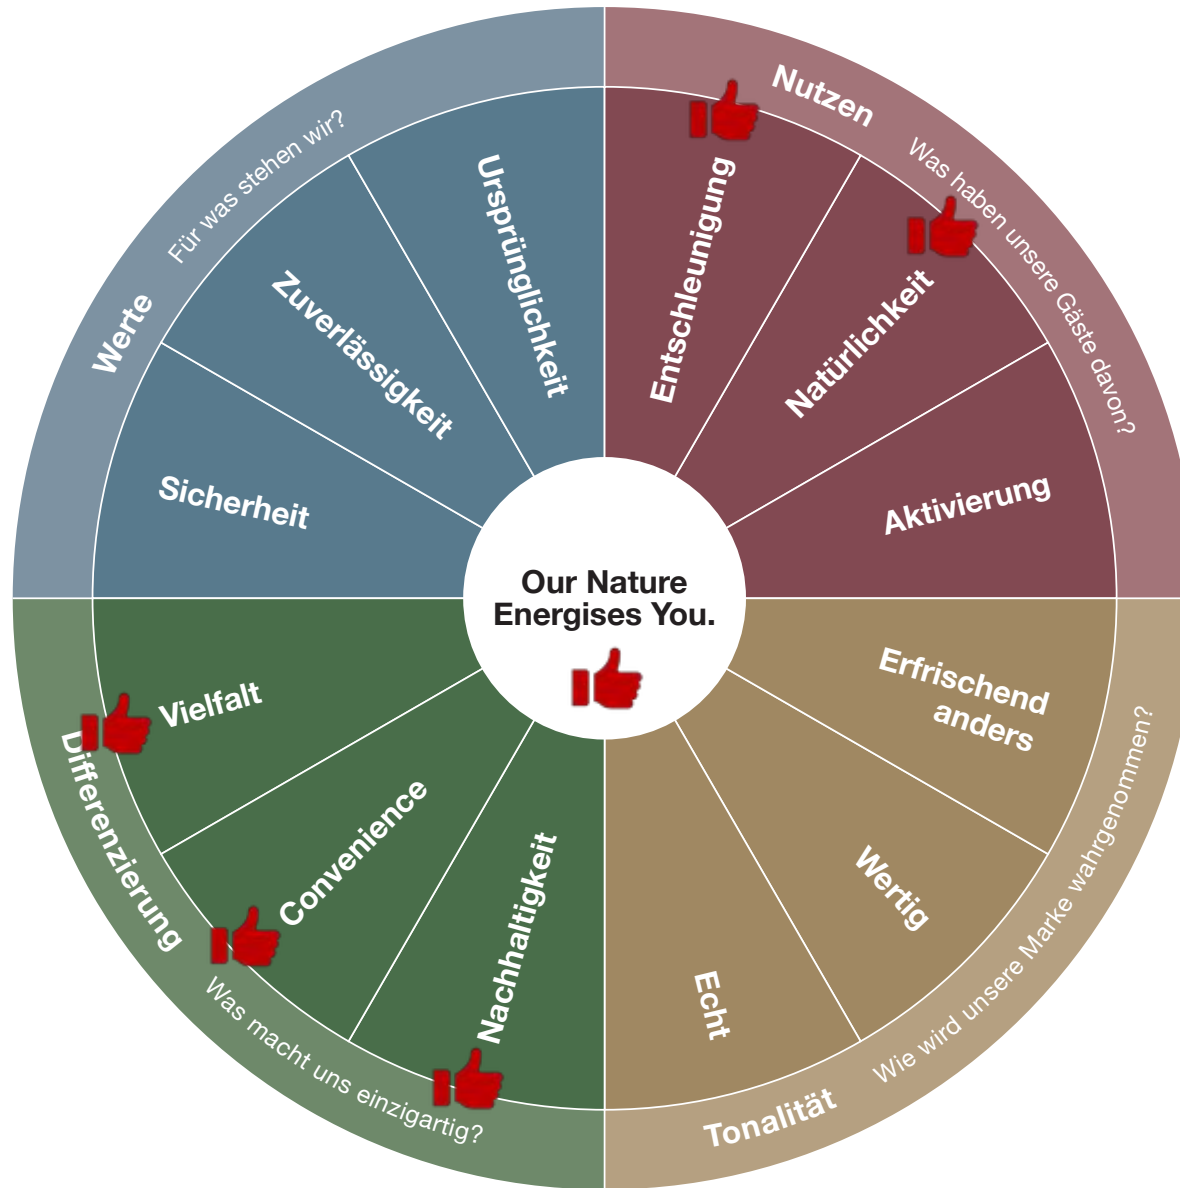 Werte
Für was stehen wir?
Sicherheit
Zuverlässigkeit
Ursprünglichkeit
Nutzen
Was haben unsere Gäste davon?
Entschleunigung
Natürlichkeit
Aktivierung
Our Nature
Energises You.
Differenzierung
Was macht uns einzigartig?
Vielfalt
Convenience
Nachhaltigkeit
Tonalität
Wie wird unsere Marke wahrgenommen?
Erfrischend
anders
Wertig
Echt